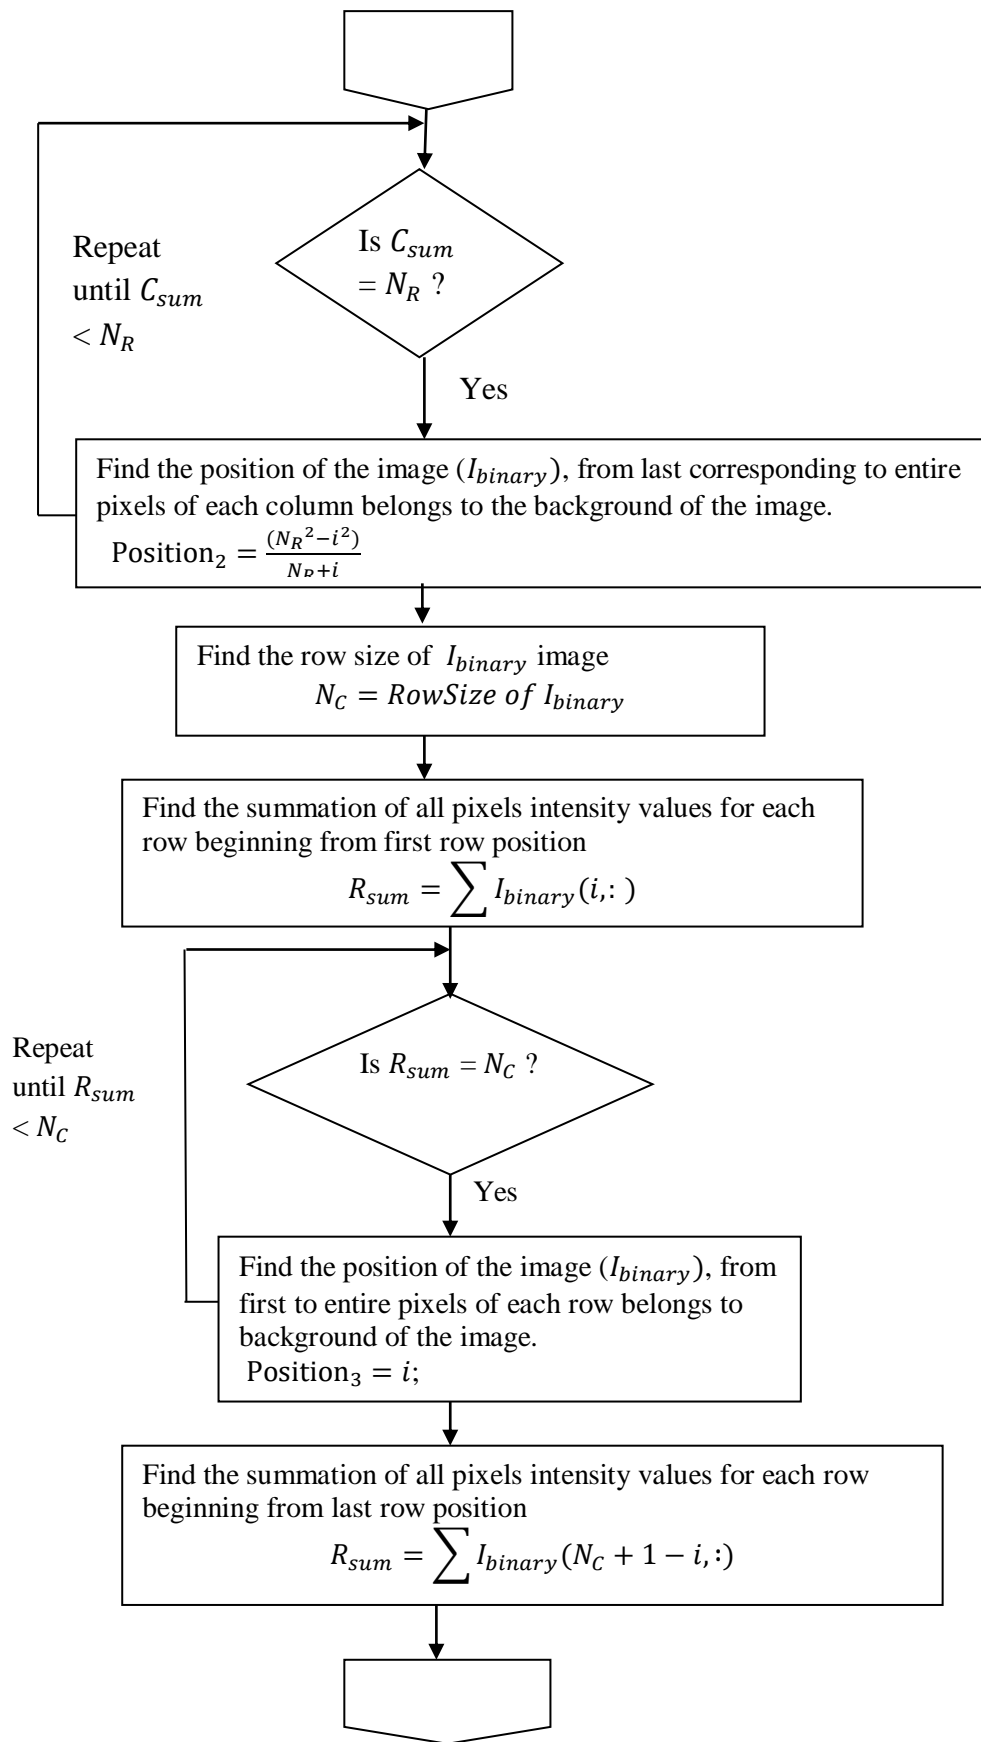 Is C_sum
= N_R ?
Repeat
until C_sum
< N_R
Yes
Find the position of the image (I_binary), from last corresponding to entire
pixels of each column belongs to the background of the image.
Position_2 = (N_R^2−i^2)/(N_R+i)
Find the row size of I_binary image
N_C = RowSize of I_binary
Find the summation of all pixels intensity values for each
row beginning from first row position
R_sum = ∑ I_binary(i,: )
Is R_sum = N_C ?
Repeat
until R_sum
< N_C
Yes
Find the position of the image (I_binary), from
first to entire pixels of each row belongs to
background of the image.
Position_3 = i;
Find the summation of all pixels intensity values for each row
beginning from last row position
R_sum = ∑ I_binary(N_C + 1 − i,:)